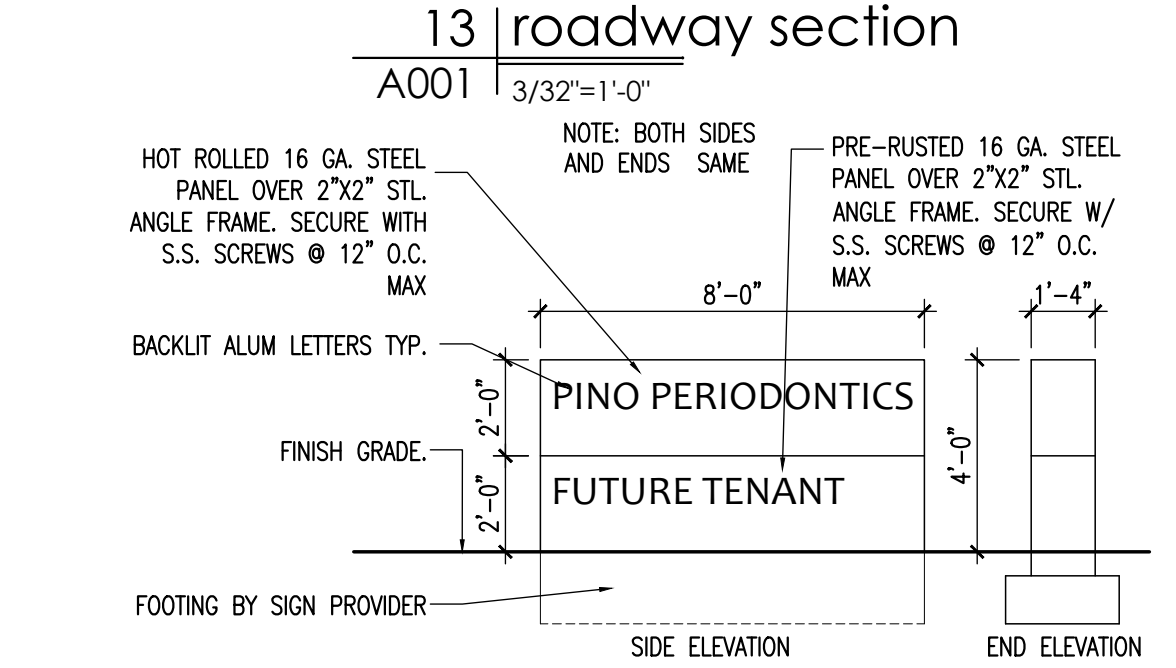 13 roadway section
A001 3/32"=1'-0"
NOTE: BOTH SIDES
AND ENDS SAME
HOT ROLLED 16 GA. STEEL
PANEL OVER 2"X2" STL.
ANGLE FRAME. SECURE WITH
S.S. SCREWS @ 12" O.C.
MAX
PRE-RUSTED 16 GA. STEEL
PANEL OVER 2"X2" STL.
ANGLE FRAME. SECURE W/
S.S. SCREWS @ 12" O.C.
MAX
8'-0"
1'-4"
BACKLIT ALUM LETTERS TYP.
2'-0"
PINO PERIODONTICS
4'-0"
FINISH GRADE.
2'-0"
FUTURE TENANT
FOOTING BY SIGN PROVIDER
SIDE ELEVATION
END ELEVATION